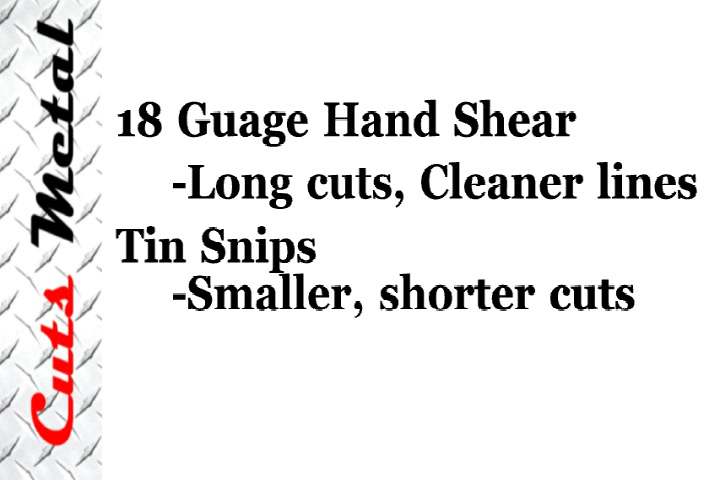 Cuts Metal
18 Guage Hand Shear
-Long cuts, Cleaner lines
Tin Snips
-Smaller, shorter cuts